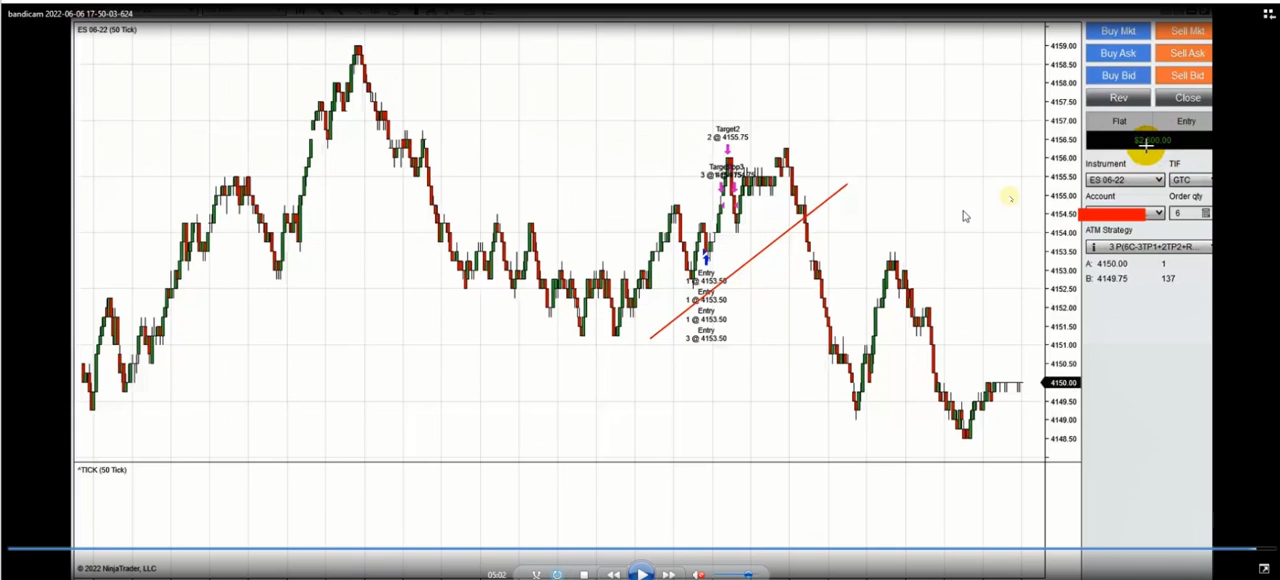 bandicam 2022-06-06 17-50-03-624
ES 06-22 (50 Tick)
Buy Mkt Sell Mkt
Buy Ask Sell Ask
Buy Bid Sell Bid
Rev Close
Flat Entry
Instrument TIF
ES 06-22 GTC
Account Order qty
6
ATM Strategy
i 3 P(6C-3TP1+2TP2+R...
A: 4150.00 1
B: 4149.75 137
4159.00
4158.50
4158.00
4157.50
4157.00
4156.50
4156.00
4155.50
4155.00
4154.50
4154.00
4153.50
4153.00
4152.50
4152.00
4151.50
4151.00
4150.50
4150.00
4149.50
4149.00
4148.50
Target2
2 @ 4155.75
Entry
1 @ 4153.50
Entry
1 @ 4153.50
Entry
1 @ 4153.50
Entry
3 @ 4153.50
^TICK (50 Tick)
© 2022 NinjaTrader, LLC
05:02